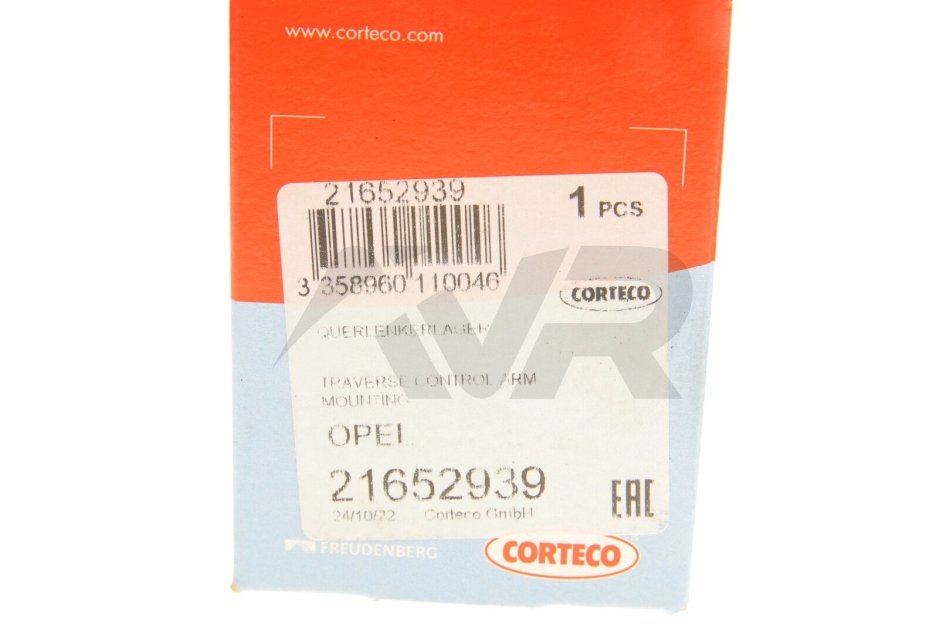 www.corteco.com
21652939
1 PCS
3 358960 110046
CORTECO
QUERLENKERLAGER
TRAVERSE CONTROL ARM
MOUNTING
OPEL
21652939
24/10/22 Corteco GmbH
EAC
FREUDENBERG
CORTECO
VR